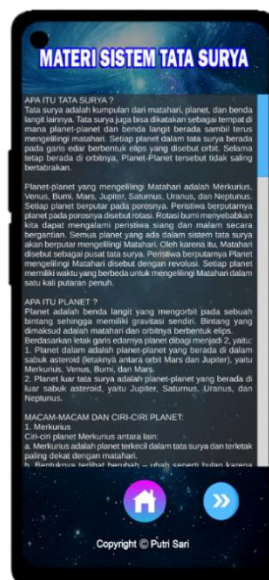 MATERI SISTEM TATA SURYA
APA ITU TATA SURYA ?
Tata surya adalah kumpulan dari matahari, planet, dan benda
langit lainnya. Tata surya juga bisa dikatakan sebagai tempat di
mana planet-planet dan benda langit berada sambil terus
mengelilingi matahari. Setiap planet dalam tata surya berada
pada garis edar berbentuk elips yang disebut orbit. Selama
tetap berada di orbitnya, Planet-Planet tersebut tidak saling
bertabrakan.
Planet-planet yang mengelilingi Matahari adalah Merkurius,
Venus, Bumi, Mars, Jupiter, Saturnus, Uranus, dan Neptunus.
Setiap planet berputar pada porosnya. Peristiwa berputarnya
planet pada porosnya disebut rotasi. Rotasi bumi menyebabkan
kita dapat mengalami peristiwa siang dan malam secara
bergantian. Semua planet yang ada dalam sistem tata surya
akan berputar mengelilingi Matahari. Oleh karena itu, Matahari
disebut sebagai pusat tata surya. Peristiwa berputarnya Planet
mengelilingi Matahari disebut dengan revolusi. Setiap planet
memiliki waktu yang berbeda untuk mengelilingi Matahari dalam
satu kali putaran penuh.
APA ITU PLANET ?
Planet adalah benda langit yang mengorbit pada sebuah
bintang sehingga memiliki gravitasi sendiri. Bintang yang
dimaksud adalah matahari dan orbitnya berbentuk elips.
Berdasarkan letak garis edarnya planet dibagi menjadi 2, yaitu:
1. Planet dalam adalah planet-planet yang berada di dalam
sabuk asteroid (letaknya antara orbit Mars dan Jupiter), yaitu
Merkurius, Venus, Bumi, dan Mars.
2. Planet luar tata surya adalah planet-planet yang berada di
luar sabuk asteroid, yaitu Jupiter, Saturnus, Uranus, dan
Neptunus.
MACAM-MACAM DAN CIRI-CIRI PLANET:
1. Merkurius
Ciri-ciri planet Merkurius antara lain:
a. Merkurius adalah planet terkecil dalam tata surya dan terletak
paling dekat dengan matahari.
b. Bentuknya terlihat berubah – ubah seperti bulan karena
Copyright © Putri Sari